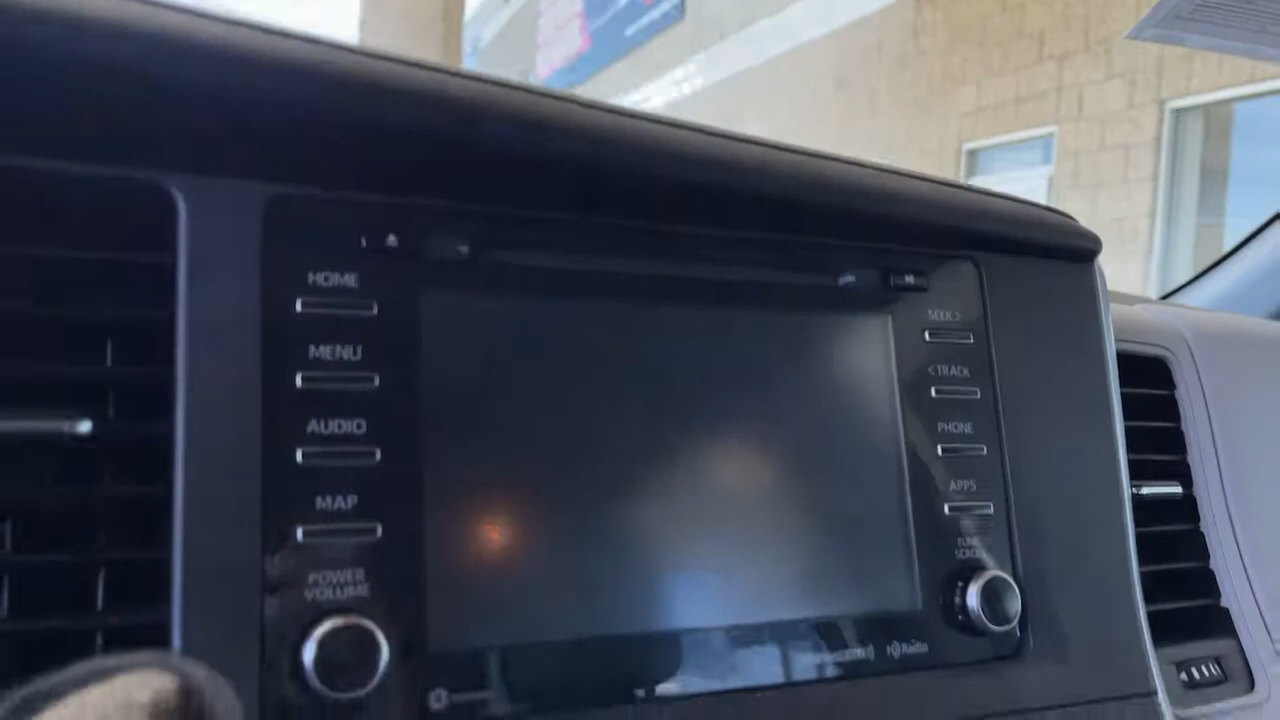 HOME
MENU
AUDIO
MAP
POWER
VOLUME
SEEK >
< TRACK
PHONE
APPS
TUNE
SCROLL
HD Radio